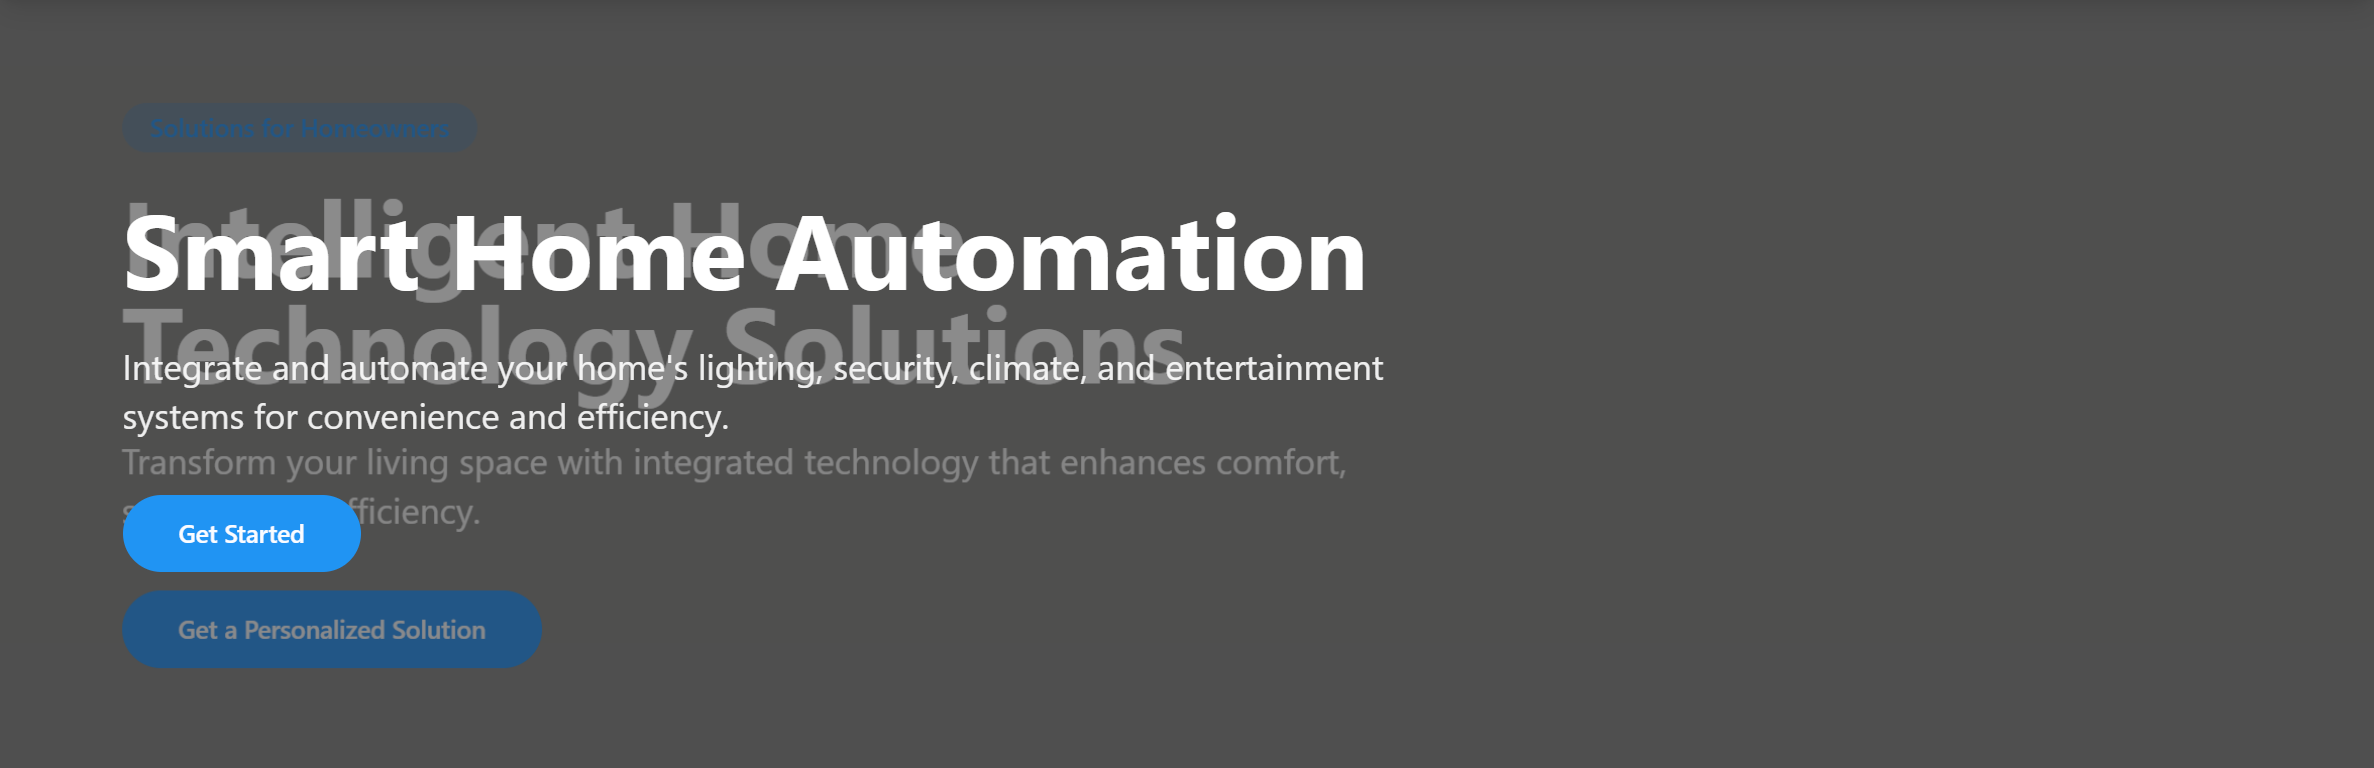 Solutions for Homeowners
Intelligent Home
Smart Home Automation
Technology Solutions
Integrate and automate your home's lighting, security, climate, and entertainment
systems for convenience and efficiency.
Transform your living space with integrated technology that enhances comfort,
fficiency.
Get Started
Get a Personalized Solution